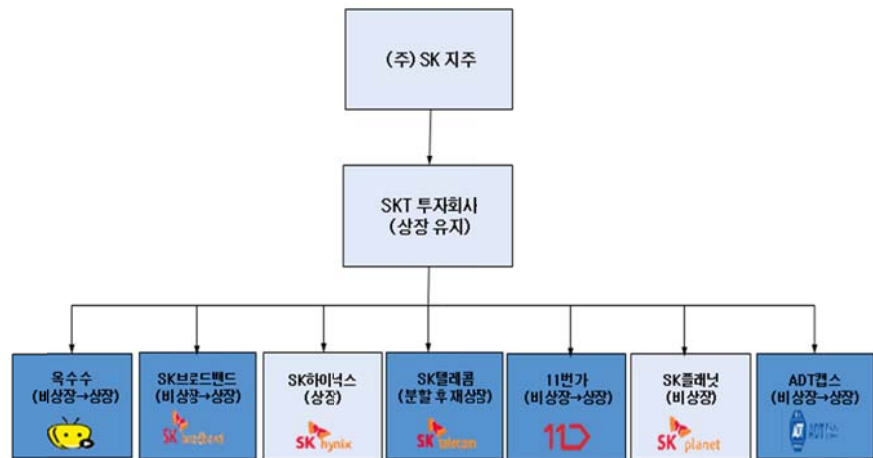 (주) SK 지주
SKT 투자회사
(상장 유지)
옥수수
(비상장→상장)
SK브로드밴드
(비상장→상장)
SK하이닉스
(상장)
SK텔레콤
(분할 후 재상장)
11번가
(비상장→상장)
SK플래닛
(비상장)
ADT캡스
(비상장→상장)
SK
SK hynix
SK telecom
11
SK planet
ADT